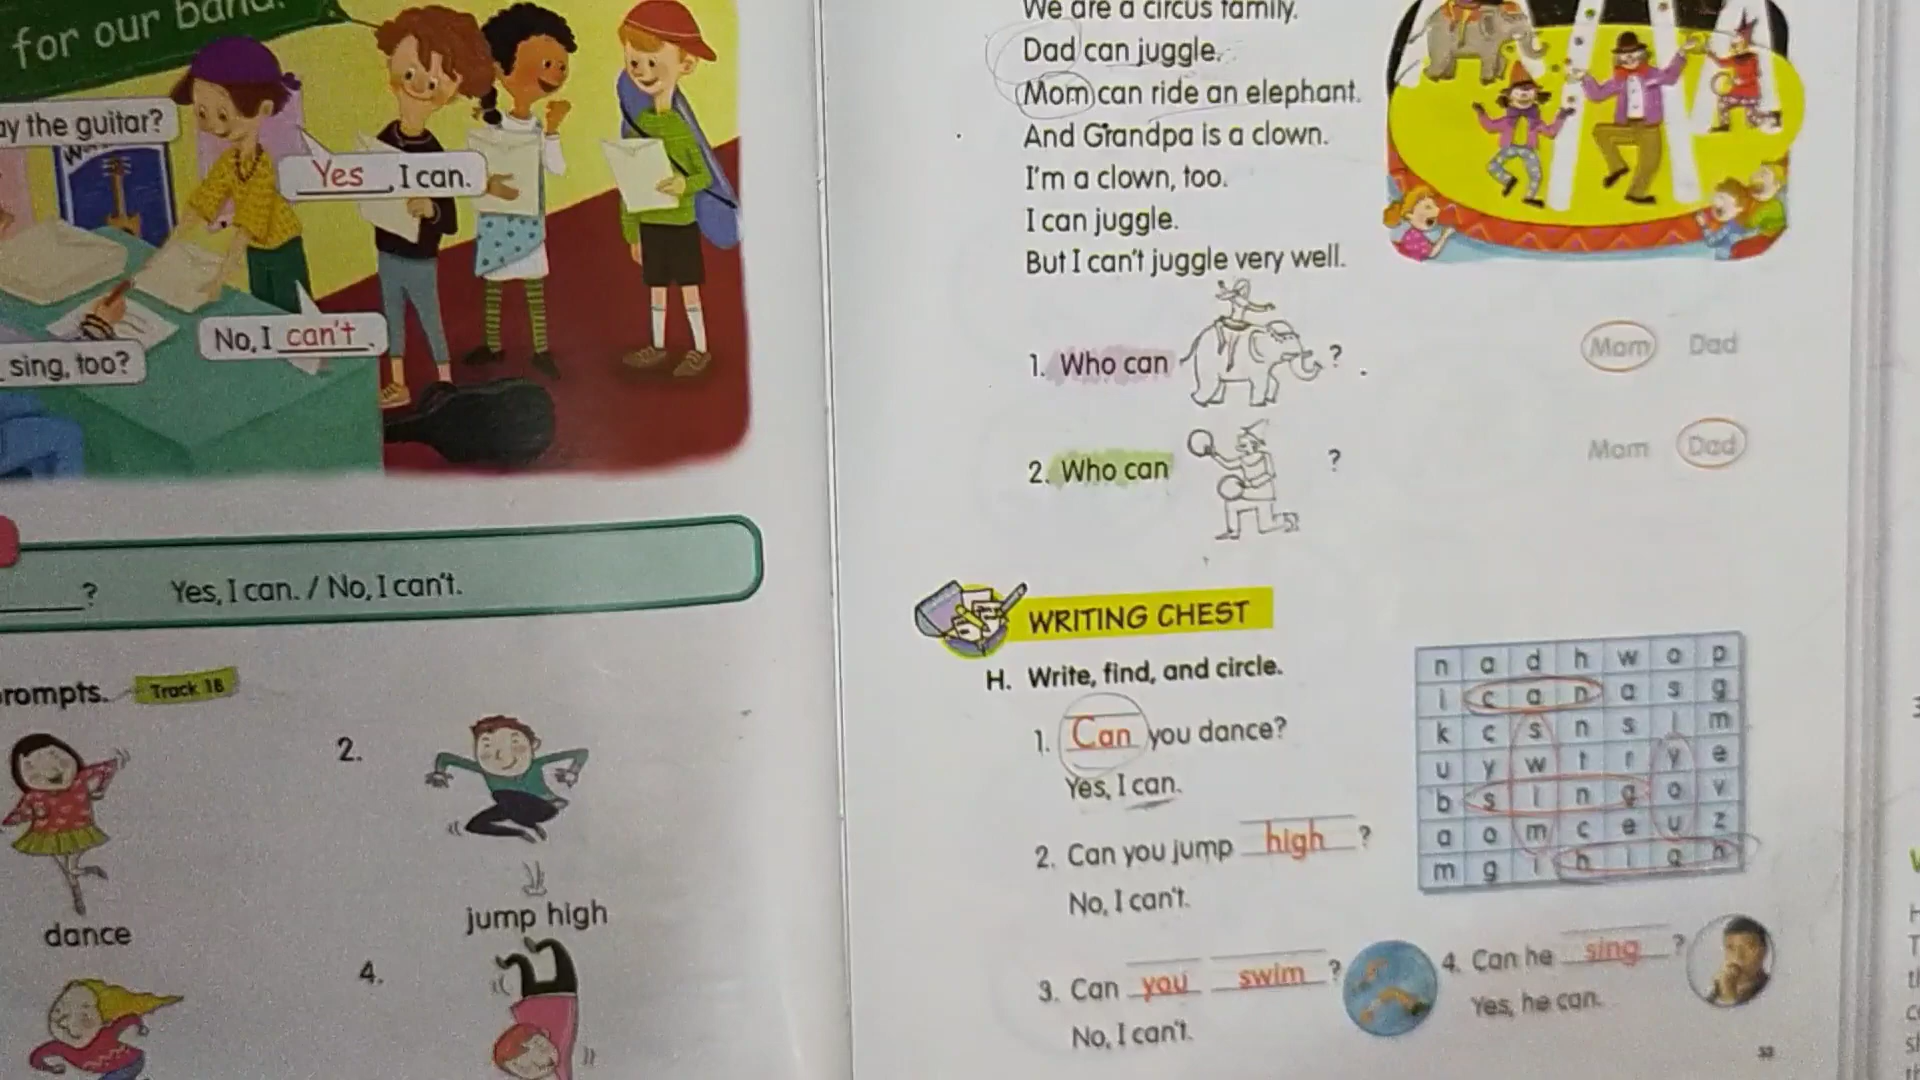 for our band.
ay the guitar?
Yes, I can.
No, I can't.
sing, too?
? Yes, I can. / No, I can't.
rompts. Track 18
2.
dance
jump high
4.
We are a circus family.
Dad can juggle.
Mom can ride an elephant.
And Grandpa is a clown.
I'm a clown, too.
I can juggle.
But I can't juggle very well.
1. Who can ? Mom Dad
2. Who can ? Mom Dad
WRITING CHEST
H. Write, find, and circle.
1. Can you dance?
Yes, I can.
2. Can you jump high ?
No, I can't.
3. Can you swim ?
No, I can't.
4. Can he sing ?
Yes, he can.
n a d h w o p
i c a n a s g
k c s n s i m
u y w t r y e
b s i n g o v
a o m c e u z
m g i h i g h
33